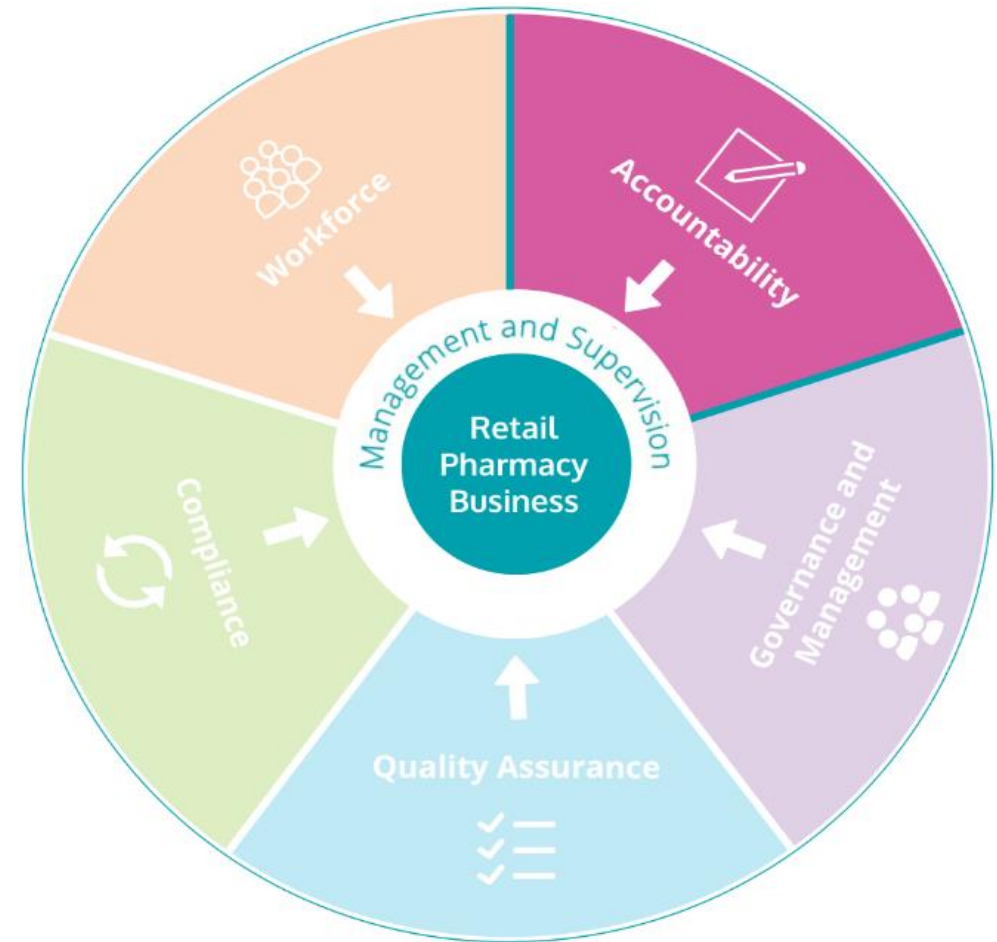 Workforce
Accountability
Management and Supervision
Retail
Pharmacy
Business
Compliance
Governance and
Management
Quality Assurance